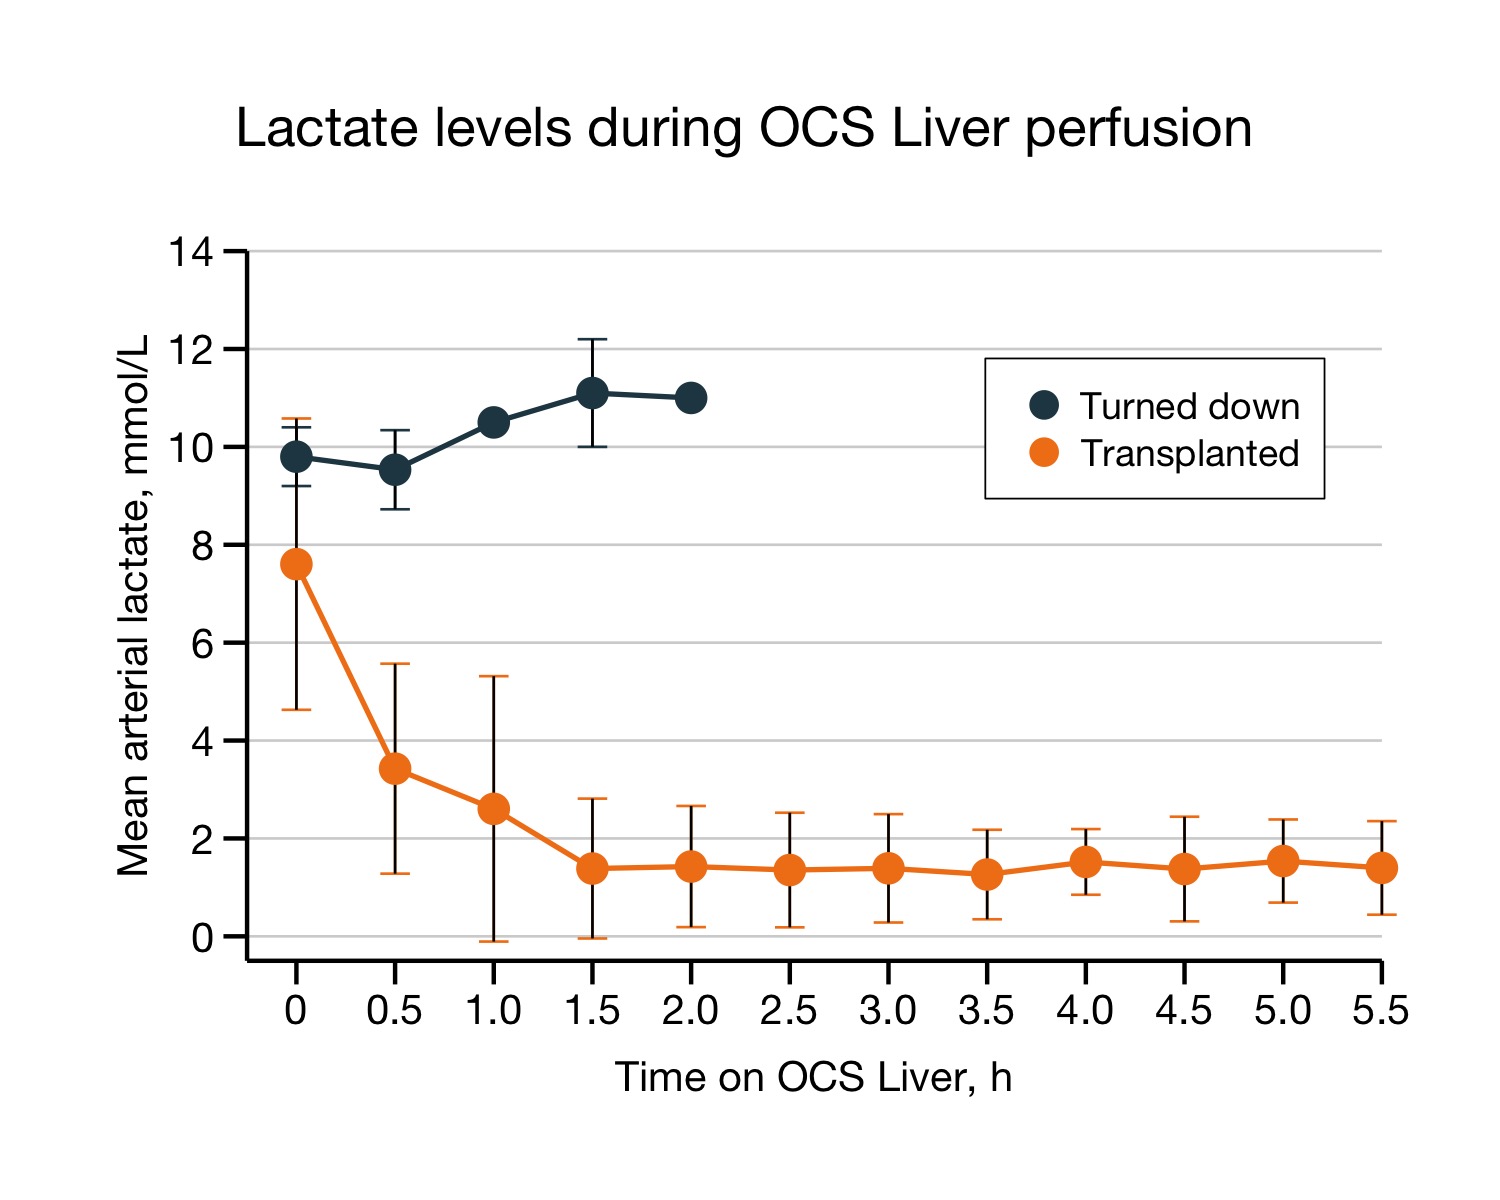 Lactate levels during OCS Liver perfusion
Mean arterial lactate, mmol/L
14
12
10
8
6
4
2
0
Turned down
Transplanted
0 0.5 1.0 1.5 2.0 2.5 3.0 3.5 4.0 4.5 5.0 5.5
Time on OCS Liver, h